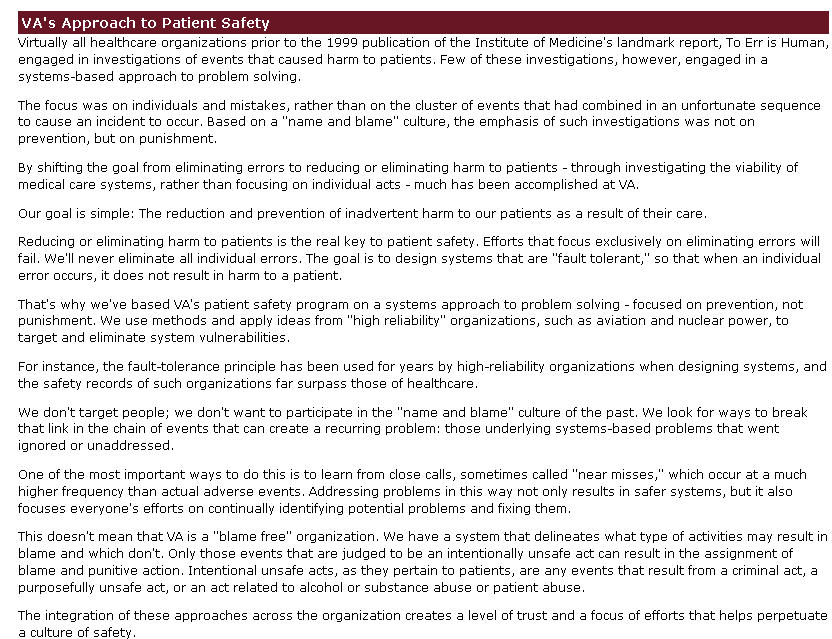 VA's Approach to Patient Safety
Virtually all healthcare organizations prior to the 1999 publication of the Institute of Medicine's landmark report, To Err is Human,
engaged in investigations of events that caused harm to patients. Few of these investigations, however, engaged in a
systems-based approach to problem solving.
The focus was on individuals and mistakes, rather than on the cluster of events that had combined in an unfortunate sequence
to cause an incident to occur. Based on a "name and blame" culture, the emphasis of such investigations was not on
prevention, but on punishment.
By shifting the goal from eliminating errors to reducing or eliminating harm to patients - through investigating the viability of
medical care systems, rather than focusing on individual acts - much has been accomplished at VA.
Our goal is simple: The reduction and prevention of inadvertent harm to our patients as a result of their care.
Reducing or eliminating harm to patients is the real key to patient safety. Efforts that focus exclusively on eliminating errors will
fail. We'll never eliminate all individual errors. The goal is to design systems that are "fault tolerant," so that when an individual
error occurs, it does not result in harm to a patient.
That's why we've based VA's patient safety program on a systems approach to problem solving - focused on prevention, not
punishment. We use methods and apply ideas from "high reliability" organizations, such as aviation and nuclear power, to
target and eliminate system vulnerabilities.
For instance, the fault-tolerance principle has been used for years by high-reliability organizations when designing systems, and
the safety records of such organizations far surpass those of healthcare.
We don't target people; we don't want to participate in the "name and blame" culture of the past. We look for ways to break
that link in the chain of events that can create a recurring problem: those underlying systems-based problems that went
ignored or unaddressed.
One of the most important ways to do this is to learn from close calls, sometimes called "near misses," which occur at a much
higher frequency than actual adverse events. Addressing problems in this way not only results in safer systems, but it also
focuses everyone's efforts on continually identifying potential problems and fixing them.
This doesn't mean that VA is a "blame free" organization. We have a system that delineates what type of activities may result in
blame and which don't. Only those events that are judged to be an intentionally unsafe act can result in the assignment of
blame and punitive action. Intentional unsafe acts, as they pertain to patients, are any events that result from a criminal act, a
purposefully unsafe act, or an act related to alcohol or substance abuse or patient abuse.
The integration of these approaches across the organization creates a level of trust and a focus of efforts that helps perpetuate
a culture of safety.